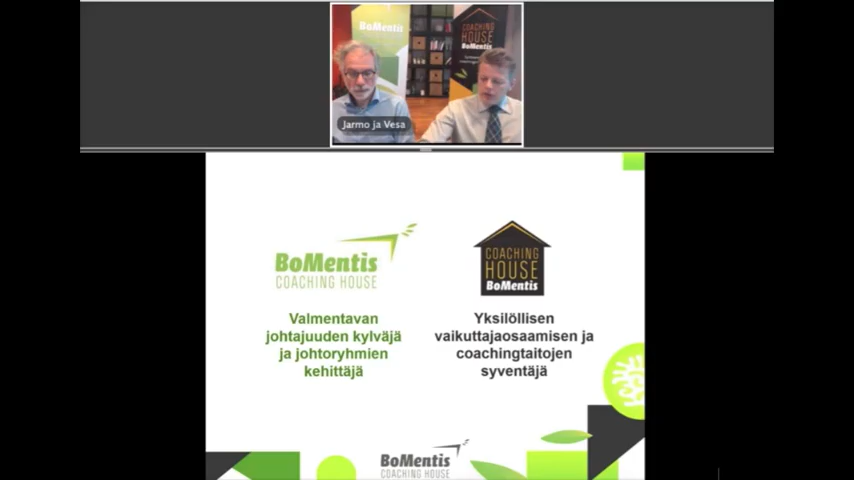 BoMentis
COACHING
HOUSE
BoMentis
Jarmo ja Vesa
BoMentis
COACHING HOUSE
COACHING
HOUSE
BoMentis
Valmentavan
johtajuuden kylväjä
ja johtoryhmien
kehittäjä
Yksilöllisen
vaikuttajaosaamisen ja
coachingtaitojen
syventäjä
BoMentis
COACHING HOUSE